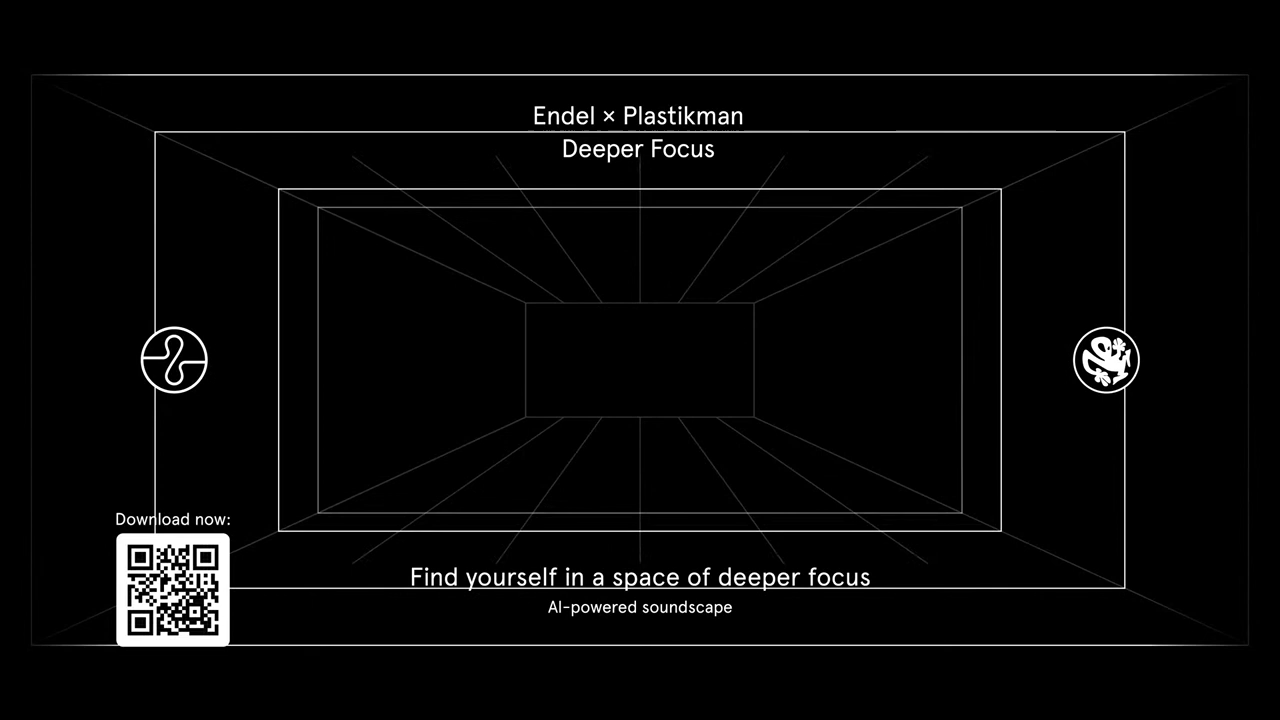 Endel × Plastikman
Deeper Focus
Download now:
Find yourself in a space of deeper focus
AI-powered soundscape